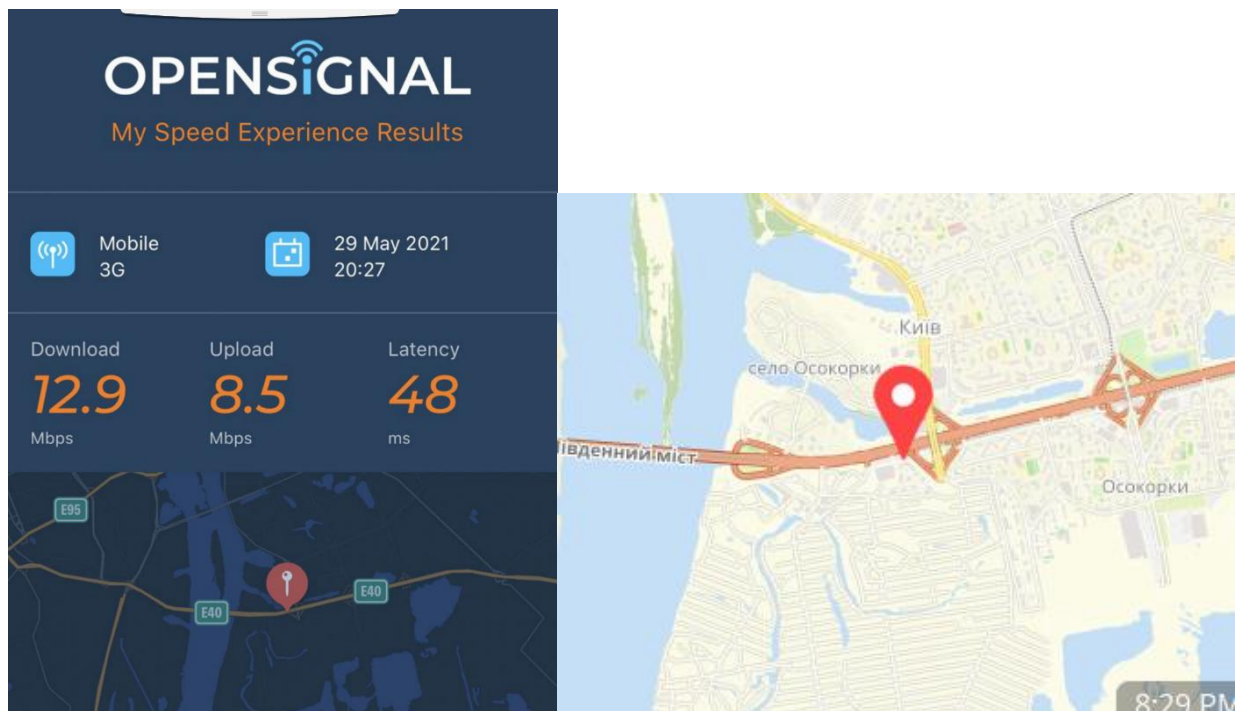 OPENSIGNAL
My Speed Experience Results
Mobile
3G
29 May 2021
20:27
Download
Upload
Latency
12.9
8.5
48
Mbps
Mbps
ms
E95
E40
E40
Київ
село Осокорки
івденний міст
Осокорки
8:29 PM